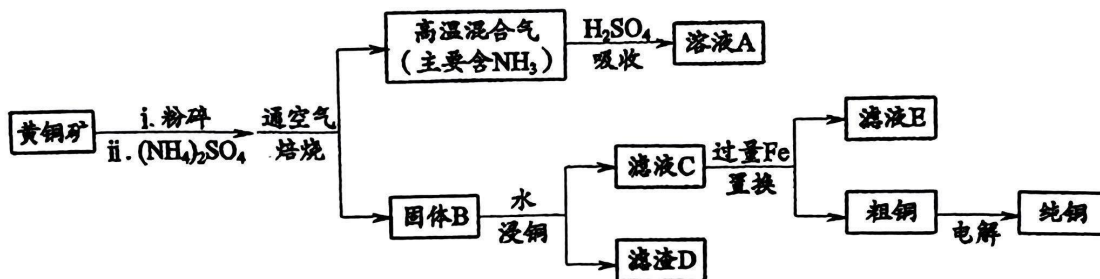 高温混合气
(主要含NH₃)
H₂SO₄
吸收
溶液A
黄铜矿
ⅰ.粉碎
ⅱ.(NH₄)₂SO₄
通空气
焙烧
滤液E
滤液C
过量Fe
置换
固体B
水
浸铜
粗铜
电解
纯铜
滤渣D